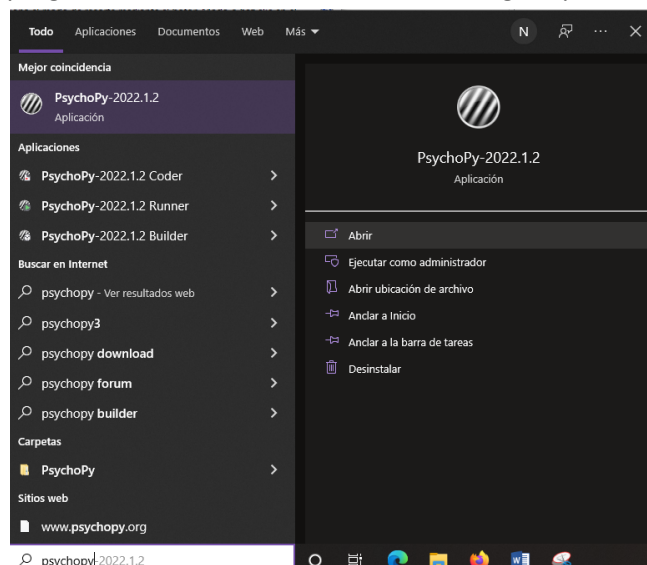 Todo Aplicaciones Documentos Web Más N
Mejor coincidencia
PsychoPy-2022.1.2
Aplicación
Aplicaciones
PsychoPy-2022.1.2 Coder
PsychoPy-2022.1.2 Runner
PsychoPy-2022.1.2 Builder
Buscar en Internet
psychopy - Ver resultados web
psychopy3
psychopy download
psychopy forum
psychopy builder
Carpetas
PsychoPy
Sitios web
www.psychopy.org
psychopy-2022.1.2
PsychoPy-2022.1.2
Aplicación
Abrir
Ejecutar como administrador
Abrir ubicación de archivo
Anclar a Inicio
Anclar a la barra de tareas
Desinstalar